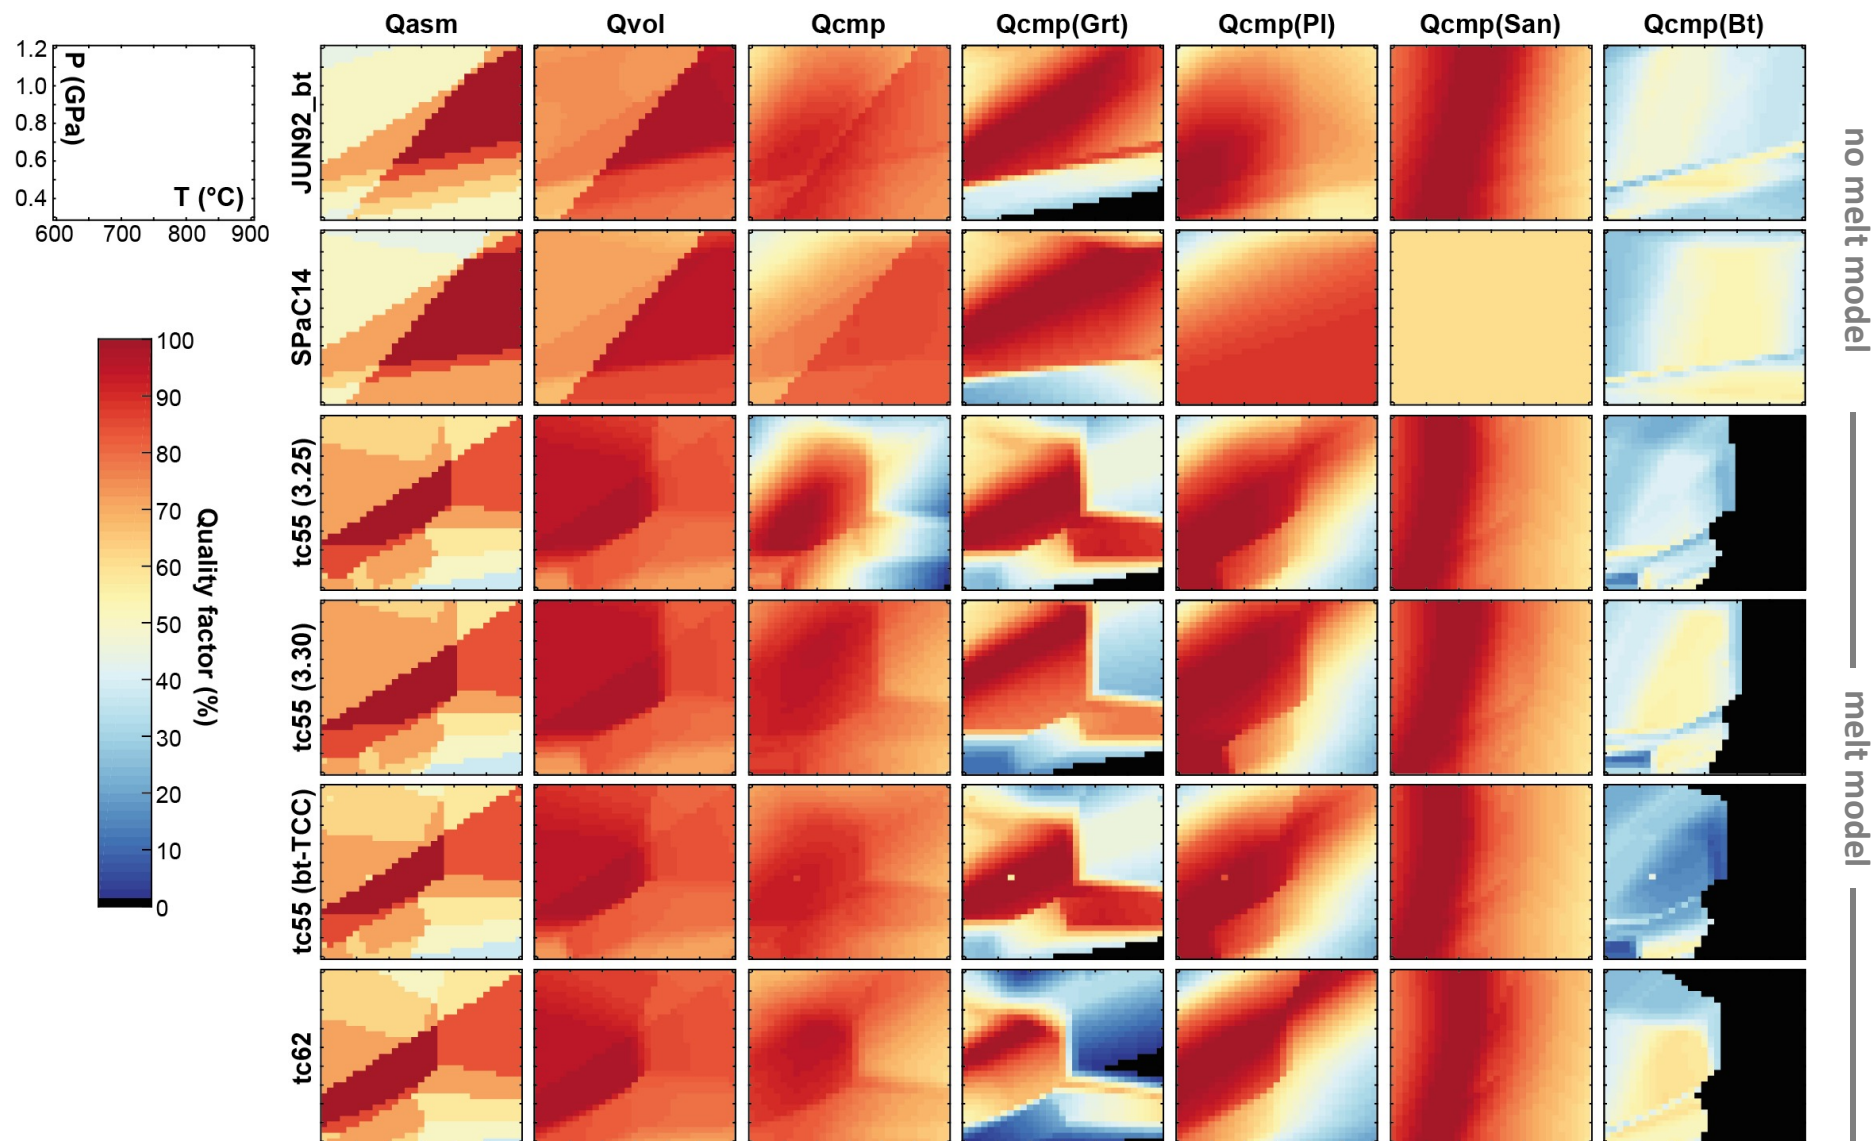 Qasm Qvol Qcmp Qcmp(Grt) Qcmp(Pl) Qcmp(San) Qcmp(Bt)
1.2
1.0
0.8
0.6
0.4
P (GPa)
T (°C)
600 700 800 900
JUN92_bt
SPaC14
tc55 (3.25)
tc55 (3.30)
tc55 (bt-TCC)
tc62
no melt model
melt model
100
90
80
70
60
50
40
30
20
10
0
Quality factor (%)